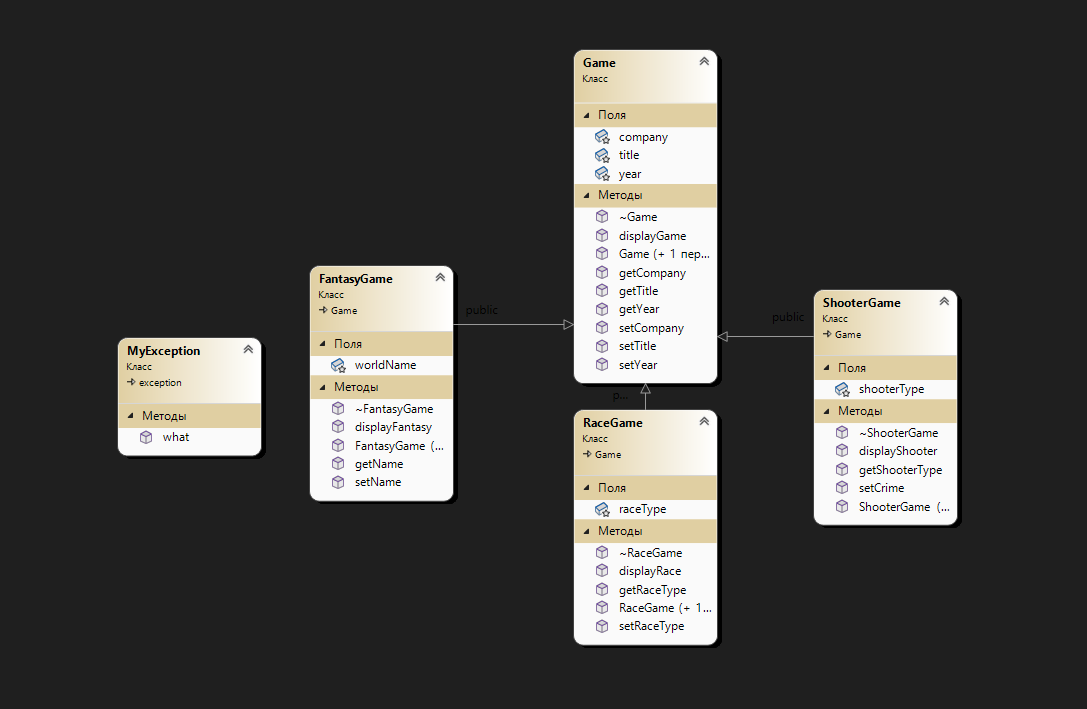 Game
Класс
Поля
company
title
year
Методы
~Game
displayGame
Game (+ 1 пер...
getCompany
getTitle
getYear
setCompany
setTitle
setYear
FantasyGame
Класс
Game
Поля
worldName
Методы
~FantasyGame
displayFantasy
FantasyGame (...
getName
setName
public
MyException
Класс
exception
Методы
what
p...
RaceGame
Класс
Game
Поля
raceType
Методы
~RaceGame
displayRace
getRaceType
RaceGame (+ 1...
setRaceType
public
ShooterGame
Класс
Game
Поля
shooterType
Методы
~ShooterGame
displayShooter
getShooterType
setCrime
ShooterGame (...